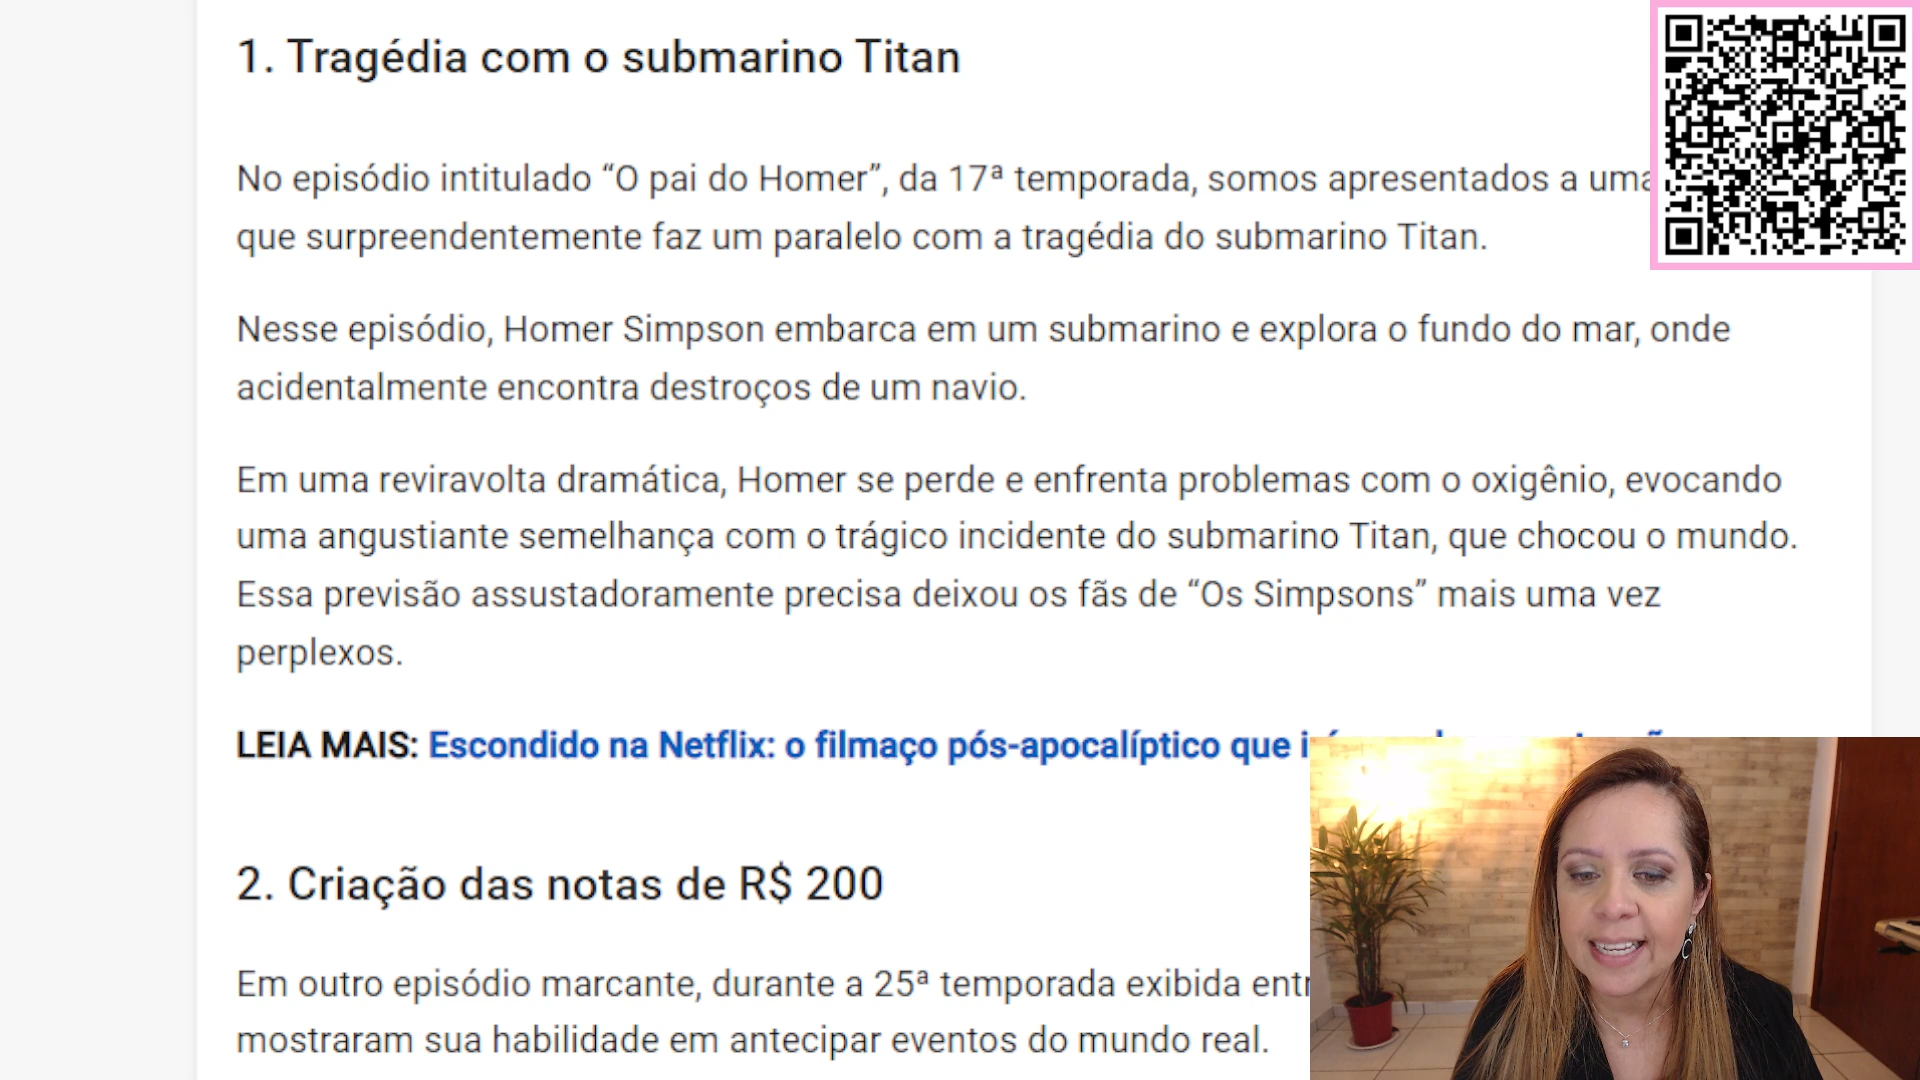 1. Tragédia com o submarino Titan
No episódio intitulado “O pai do Homer”, da 17ª temporada, somos apresentados a uma
que surpreendentemente faz um paralelo com a tragédia do submarino Titan.
Nesse episódio, Homer Simpson embarca em um submarino e explora o fundo do mar, onde
acidentalmente encontra destroços de um navio.
Em uma reviravolta dramática, Homer se perde e enfrenta problemas com o oxigênio, evocando
uma angustiante semelhança com o trágico incidente do submarino Titan, que chocou o mundo.
Essa previsão assustadoramente precisa deixou os fãs de “Os Simpsons” mais uma vez
perplexos.
LEIA MAIS: Escondido na Netflix: o filmaço pós-apocalíptico que
2. Criação das notas de R$ 200
Em outro episódio marcante, durante a 25ª temporada exibida
mostraram sua habilidade em antecipar eventos do mundo real.